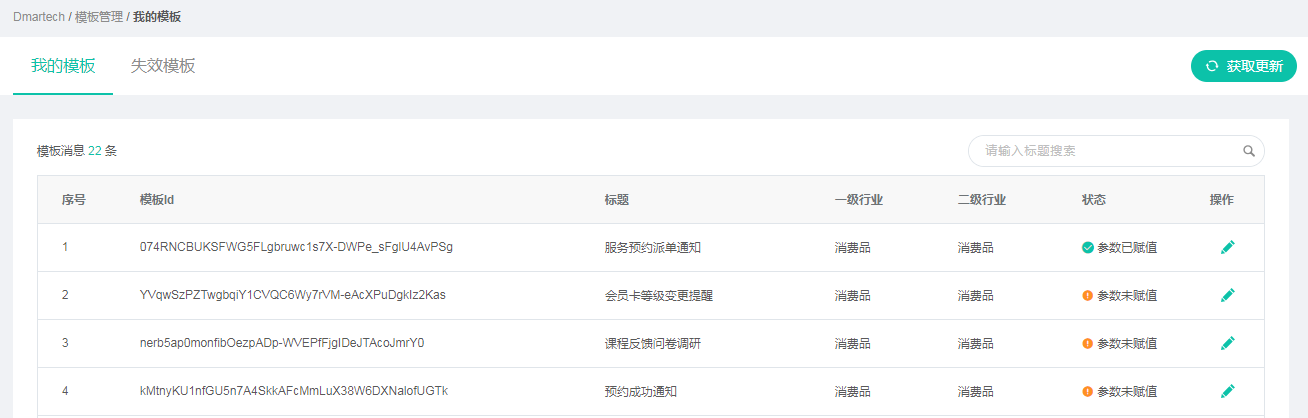 Dmartech / 模板管理 / 我的模板
我的模板 失效模板 获取更新
模板消息 22 条 请输入标题搜索
序号 模板Id 标题 一级行业 二级行业 状态 操作
1 074RNCBUKSFWG5FLgbruwc1s7X-DWPe_sFglU4AvPSg 服务预约派单通知 消费品 消费品 参数已赋值
2 YVqwSzPZTwgbqiY1CVQC6Wy7rVM-eAcXPuDgkIz2Kas 会员卡等级变更提醒 消费品 消费品 参数未赋值
3 nerb5ap0monfibOezpADp-WVEPfFjgIDeJTAcoJmrY0 课程反馈问卷调研 消费品 消费品 参数未赋值
4 kMtnyKU1nfGU5n7A4SkkAFcMmLuX38W6DXNalofUGTk 预约成功通知 消费品 消费品 参数未赋值